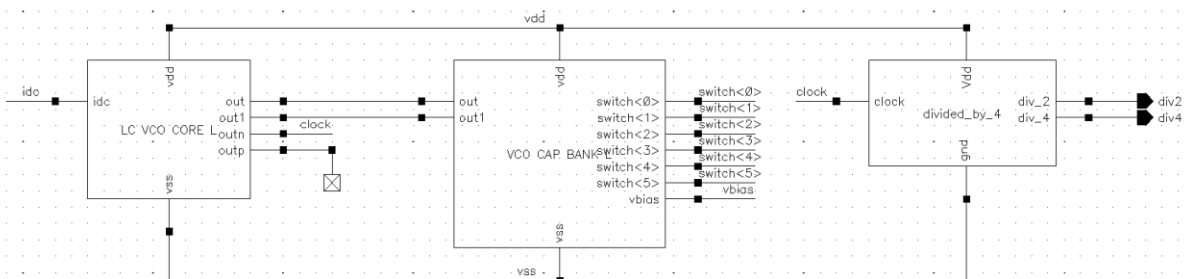 vdd
idc
vdd
idc
out
out1
outn
outp
LC VCO CORE L
vss
clock
vdd
out
out1
switch<0>
switch<1>
switch<2>
switch<3>
switch<4>
switch<5>
vbias
VCO CAP BANK L
vss
switch<0>
switch<1>
switch<2>
switch<3>
switch<4>
switch<5>
vbias
vss
clock
Vdd
clock
div_2
div_4
divided_by_4
gnd
div2
div4